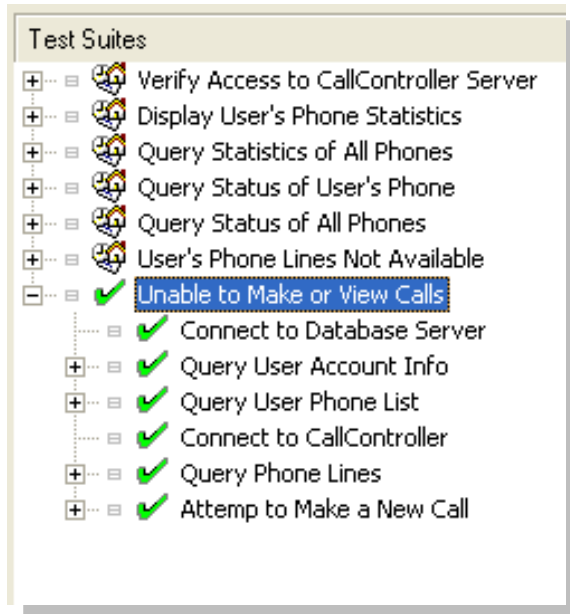 Test Suites
Verify Access to CallController Server
Display User's Phone Statistics
Query Statistics of All Phones
Query Status of User's Phone
Query Status of All Phones
User's Phone Lines Not Available
Unable to Make or View Calls
Connect to Database Server
Query User Account Info
Query User Phone List
Connect to CallController
Query Phone Lines
Attemp to Make a New Call